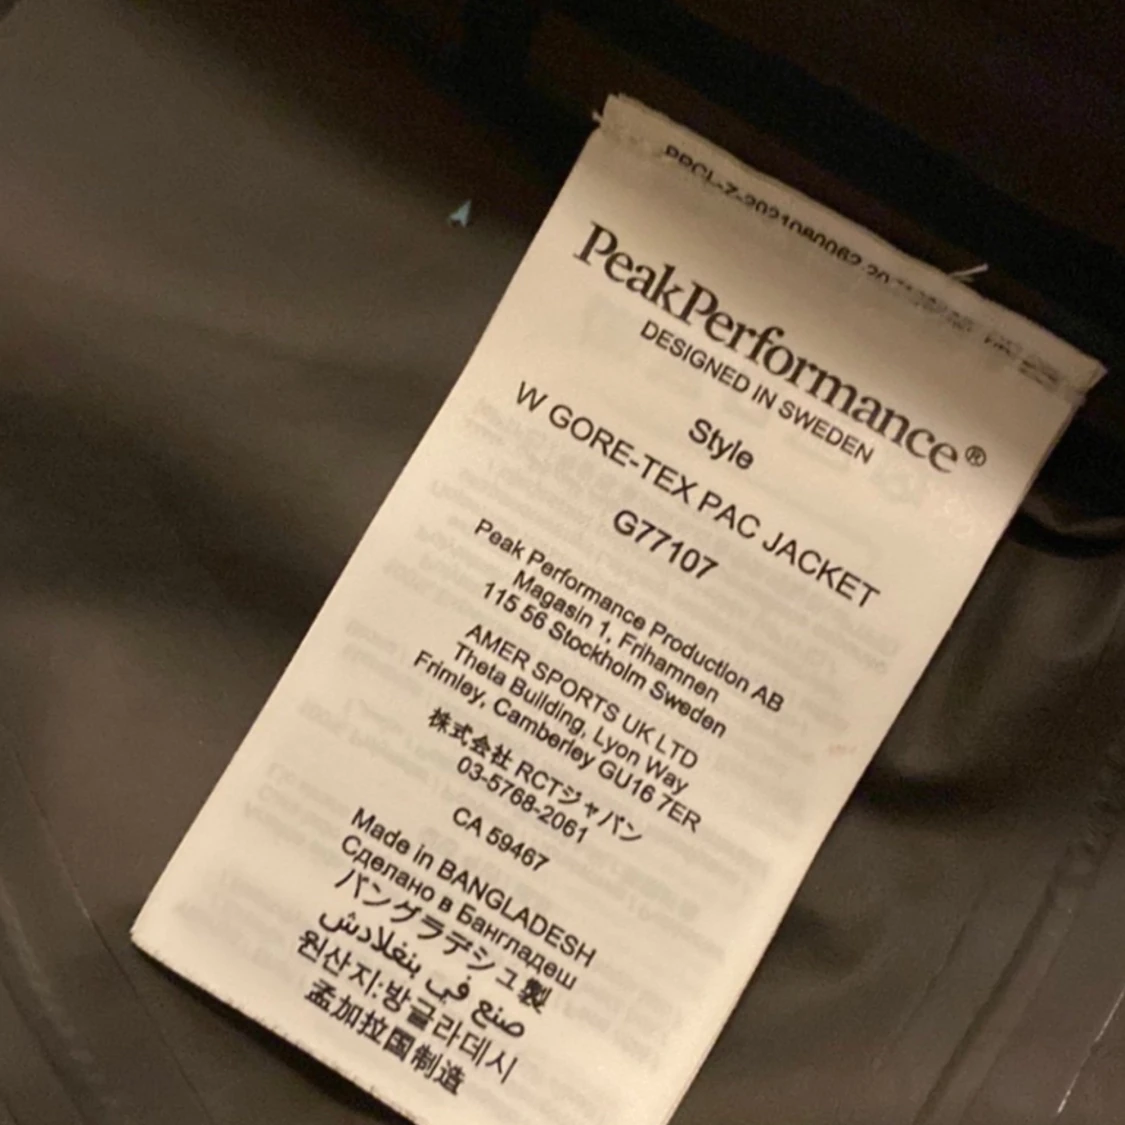 PPCL-Z-2021080062-20
PeakPerformance®
DESIGNED IN SWEDEN
Style
W GORE-TEX PAC JACKET
G77107
Peak Performance Production AB
Magasin 1, Frihamnen
115 56 Stockholm Sweden
AMER SPORTS UK LTD
Theta Building, Lyon Way
Frimley, Camberley GU16 7ER
株式会社 RCTジャパン
03-5768-2061
CA 59467
Made in BANGLADESH
Сделано в Бангладеш
バングラデシュ製
صنع في بنغلادش
원산지:방글라데시
孟加拉国制造